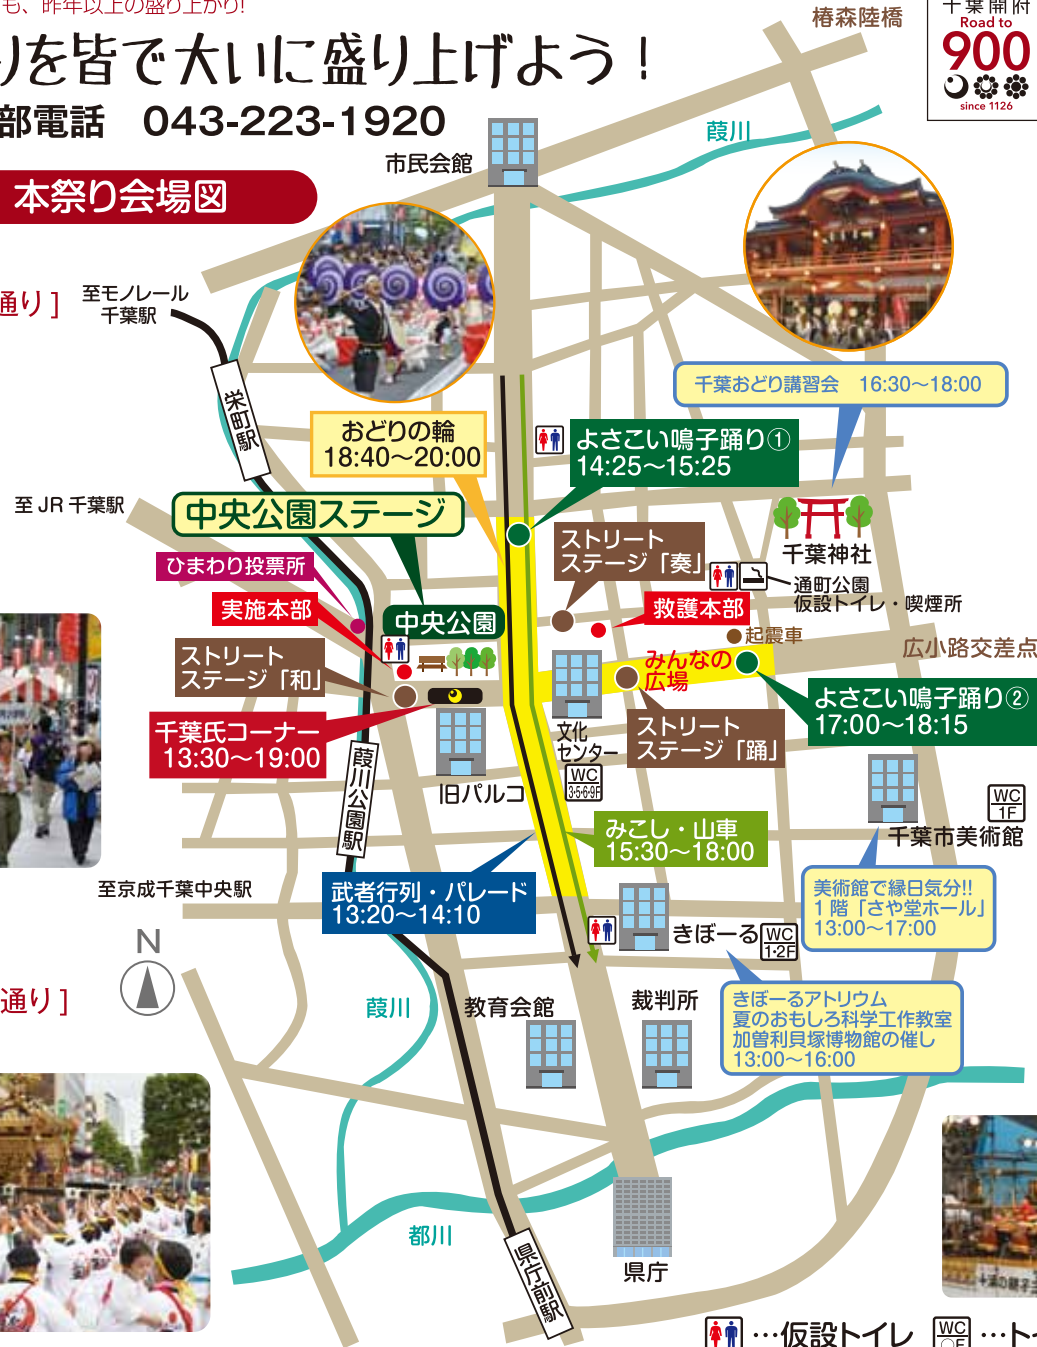 も、昨年以上の盛り上がり!
りを皆で大いに盛り上げよう！
部電話　043-223-1920
本祭り会場図
千葉開府
Road to
900
since 1126
椿森陸橋
葭川
市民会館
通り］
至モノレール
千葉駅
栄町駅
千葉おどり講習会　16:30〜18:00
おどりの輪
18:40〜20:00
よさこい鳴子踊り①
14:25〜15:25
至 JR 千葉駅
中央公園ステージ
ストリート
ステージ「奏」
千葉神社
ひまわり投票所
通町公園
仮設トイレ・喫煙所
実施本部
中央公園
救護本部
起震車
広小路交差点
ストリート
ステージ「和」
みんなの
広場
よさこい鳴子踊り②
17:00〜18:15
千葉氏コーナー
13:30〜19:00
文化
センター
WC
3·5·6·9F
ストリート
ステージ「踊」
葭川公園駅
旧パルコ
WC
1F
千葉市美術館
みこし・山車
15:30〜18:00
至京成千葉中央駅
武者行列・パレード
13:20〜14:10
美術館で縁日気分!!
1 階「さや堂ホール」
13:00〜17:00
きぼーる
WC
1·2F
N
通り］
葭川
教育会館
裁判所
きぼーるアトリウム
夏のおもしろ科学工作教室
加曽利貝塚博物館の催し
13:00〜16:00
都川
県庁前駅
県庁
…仮設トイレ
WC
○F
…トイ